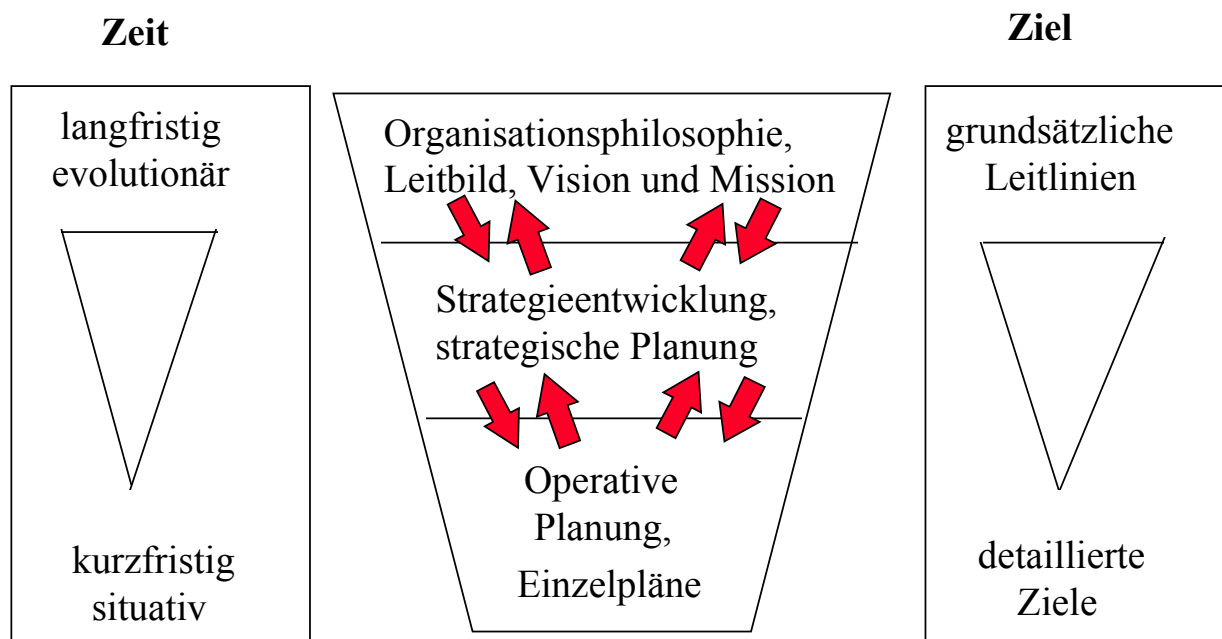 Zeit
Ziel
langfristig
evolutionär
Organisationsphilosophie,
Leitbild, Vision und Mission
grundsätzliche
Leitlinien
Strategieentwicklung,
strategische Planung
Operative
Planung,
Einzelpläne
kurzfristig
situativ
detaillierte
Ziele